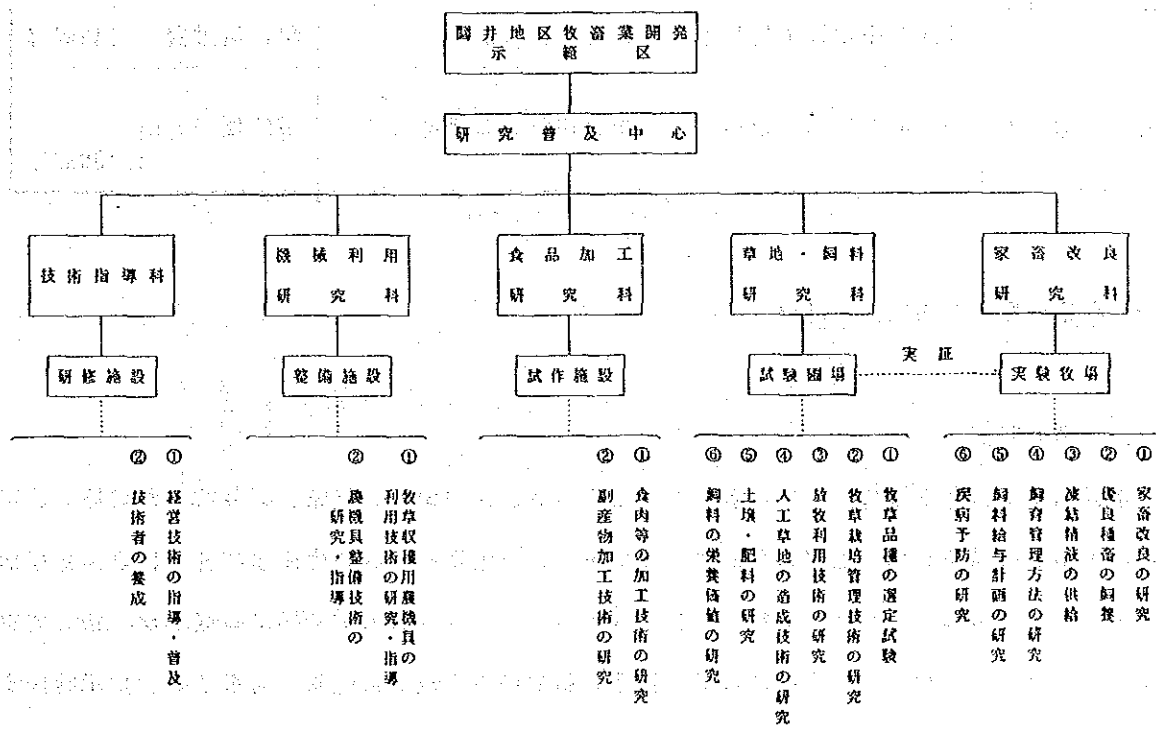 閩井地区牧畜業開発
示範区
研究普及中心
技術指導科
機械利用
研究科
食品加工
研究科
草地・飼料
研究科
家畜改良
研究科
研修施設
整備施設
試作施設
試験圃場
実証
実験牧場
①経営技術の指導・普及
②技術者の養成
①牧草収穫用農機具の
利用技術の研究・指導
②農機具整備技術の
研究・指導
①食肉等の加工技術の研究
②副産物加工技術の研究
①牧草品種の選定試験
②牧草栽培管理技術の研究
③放牧利用技術の研究
④人工草地の造成技術の研究
⑤土壌・肥料の研究
⑥飼料の栄養価値の研究
①家畜改良の研究
②優良種畜の飼養
③凍結精液の供給
④飼育管理方法の研究
⑤飼料給与計画の研究
⑥疾病予防の研究